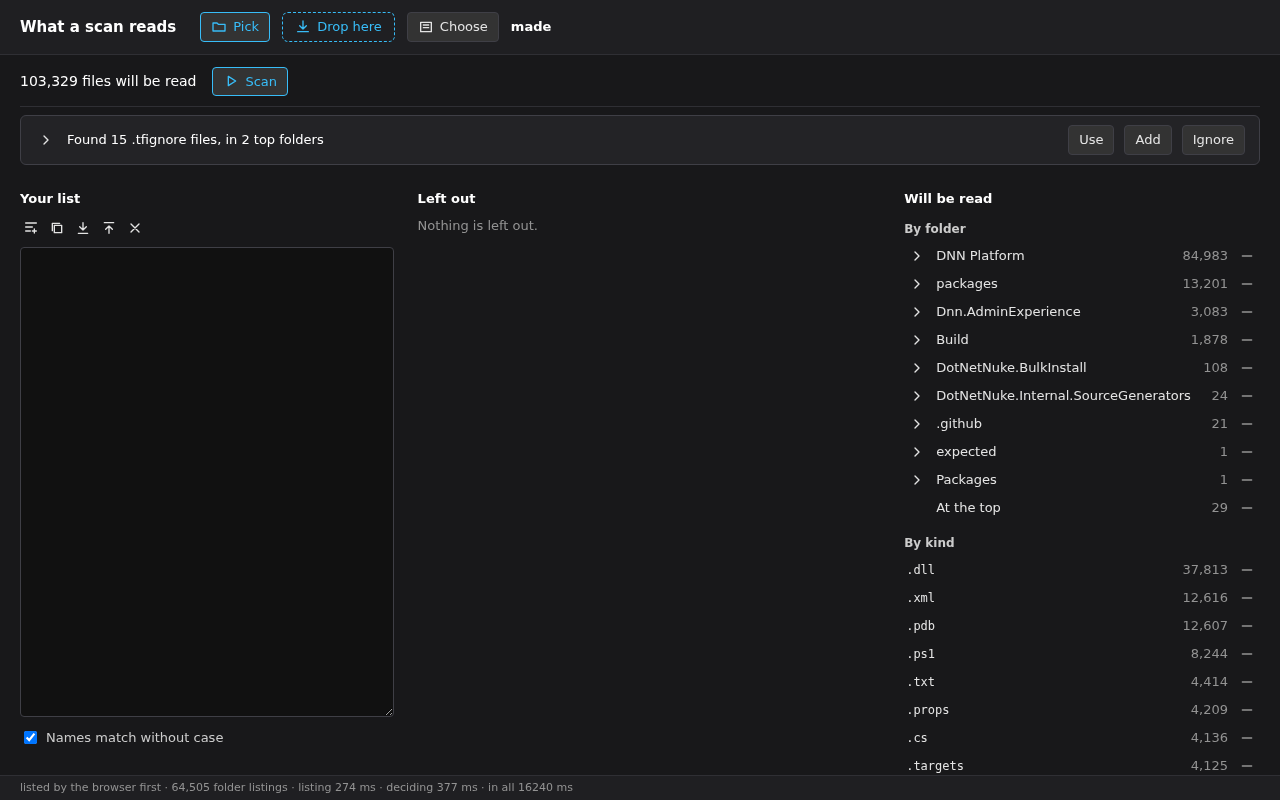 What a scan reads Pick Drop here Choose made
103,329 files will be read Scan
Found 15 .tfignore files, in 2 top folders Use Add Ignore
Your list
Names match without case
Left out
Nothing is left out.
Will be read
By folder
DNN Platform 84,983
packages 13,201
Dnn.AdminExperience 3,083
Build 1,878
DotNetNuke.BulkInstall 108
DotNetNuke.Internal.SourceGenerators 24
.github 21
expected 1
Packages 1
At the top 29
By kind
.dll 37,813
.xml 12,616
.pdb 12,607
.ps1 8,244
.txt 4,414
.props 4,209
.cs 4,136
.targets 4,125
listed by the browser first · 64,505 folder listings · listing 274 ms · deciding 377 ms · in all 16240 ms